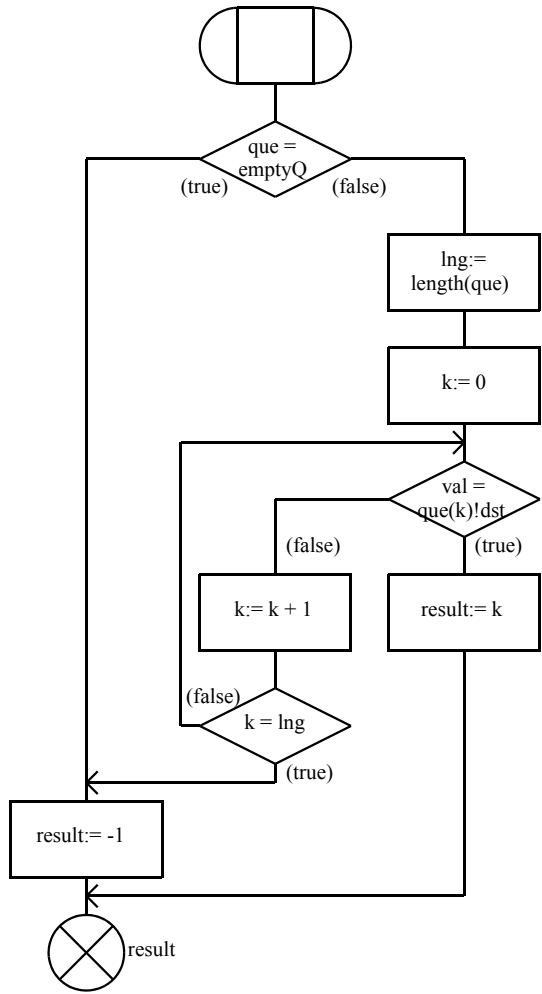 que =
emptyQ
(true)
(false)
lng:=
length(que)
k:= 0
val =
que(k)!dst
(false)
(true)
k:= k + 1
result:= k
(false)
k = lng
(true)
result:= -1
result